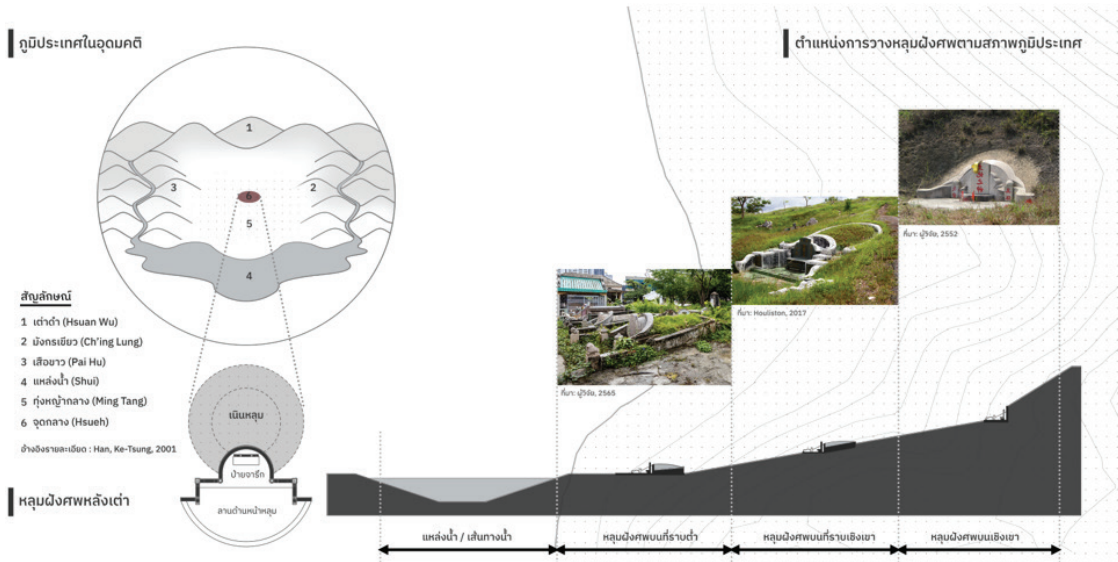 ภูมิประเทศในอุดมคติ
ตำแหน่งการวางหลุมฝังศพตามสภาพภูมิประเทศ
1
3
2
6
5
4
สัญลักษณ์
1 เต่าดำ (Hsuan Wu)
2 มังกรเขียว (Ch'ing Lung)
3 เสือขาว (Pai Hu)
4 แหล่งน้ำ (Shui)
5 ทุ่งหญ้ากลาง (Ming Tang)
6 จุดกลาง (Hsueh)
อ้างอิงรายละเอียด : Han, Ke-Tsung, 2001
ที่มา: ผู้วิจัย, 2552
ที่มา: Houliston, 2017
ที่มา: ผู้วิจัย, 2565
เนินหลุม
ป้ายจารึก
ลานด้านหน้าหลุม
หลุมฝังศพหลังเต่า
แหล่งน้ำ / เส้นทางน้ำ
หลุมฝังศพบนที่ราบต่ำ
หลุมฝังศพบนที่ราบเชิงเขา
หลุมฝังศพบนเชิงเขา